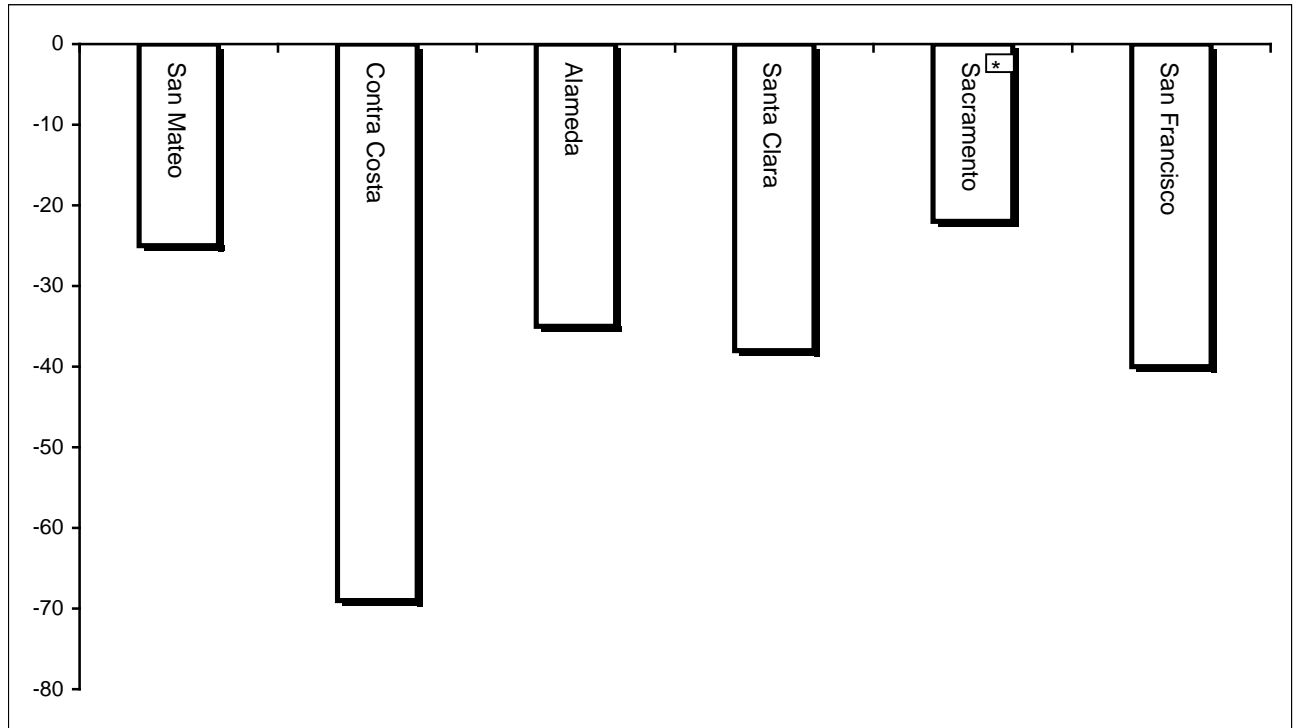 0
-10
-20
-30
-40
-50
-60
-70
-80
San Mateo
Contra Costa
Alameda
Santa Clara
Sacramento
*
San Francisco